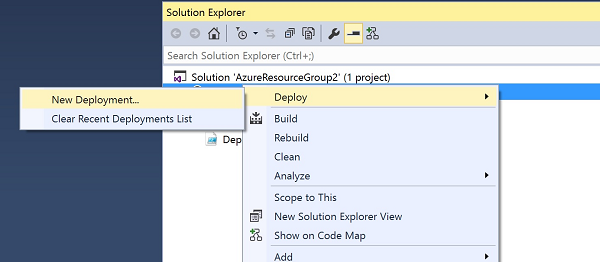 Solution Explorer
Search Solution Explorer (Ctrl+;)
Solution 'AzureResourceGroup2' (1 project)
New Deployment...
Clear Recent Deployments List
Deploy
Build
Rebuild
Dep
Clean
Analyze
Scope to This
New Solution Explorer View
Show on Code Map
Add